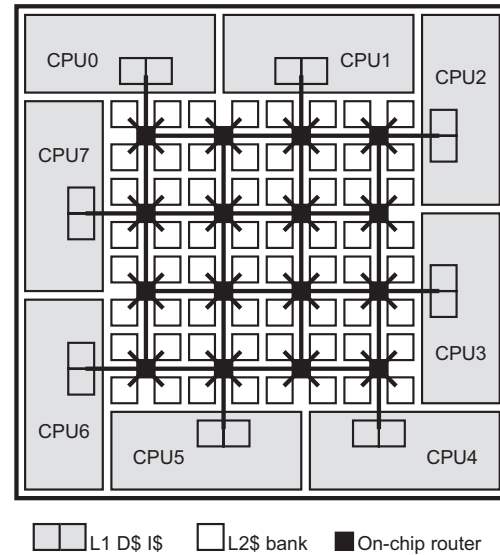 CPU0
CPU1
CPU2
CPU7
CPU3
CPU6
CPU5
CPU4
L1 D$ I$ L2$ bank On-chip router